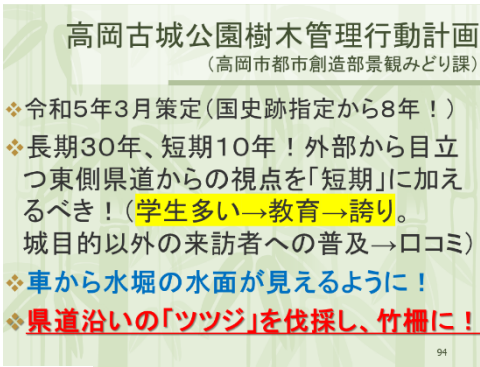 高岡古城公園樹木管理行動計画
(高岡市都市創造部景観みどり課)
令和5年3月策定(国史跡指定から8年！)
長期30年、短期10年！外部から目立
つ東側県道からの視点を「短期」に加え
るべき！(学生多い→教育→誇り。
城目的以外の来訪者への普及→口コミ)
車から水堀の水面が見えるように！
県道沿いの「ツツジ」を伐採し、竹柵に！
94